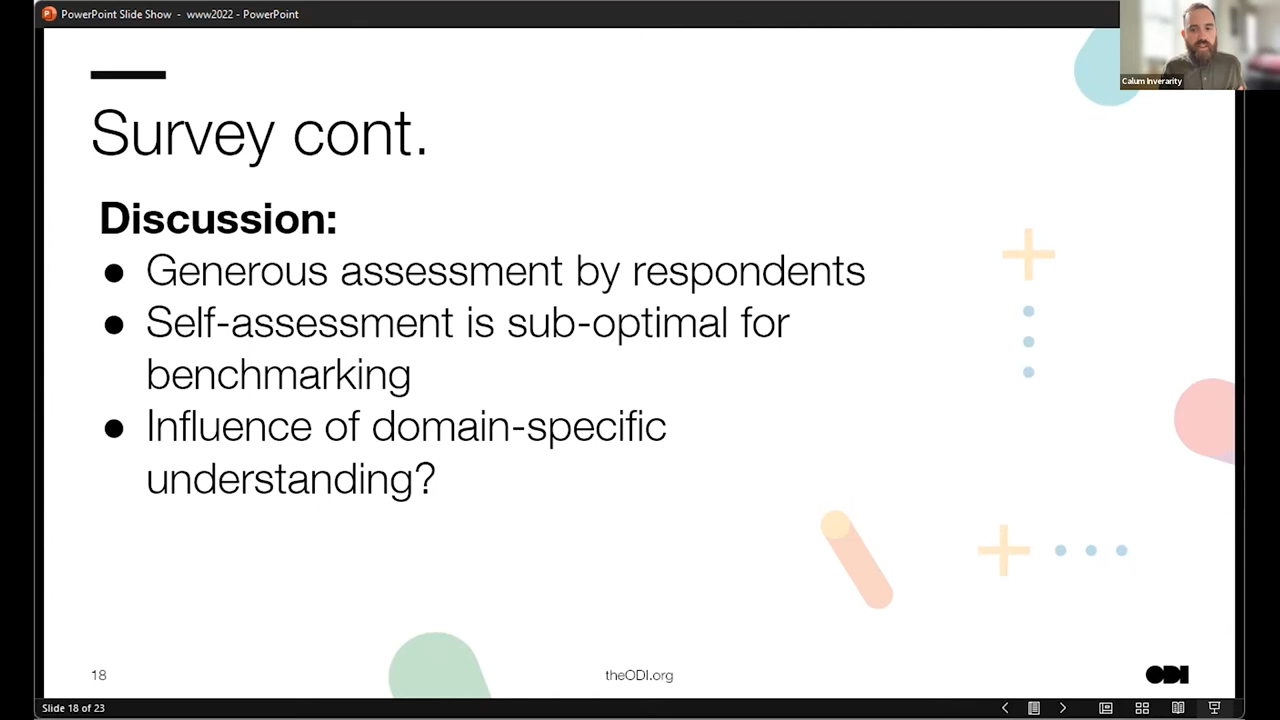 PowerPoint Slide Show - www2022 - PowerPoint
Calum Inverarity
Survey cont.
Discussion:
● Generous assessment by respondents
● Self-assessment is sub-optimal for
benchmarking
● Influence of domain-specific
understanding?
18
theODI.org
ODI
Slide 18 of 23